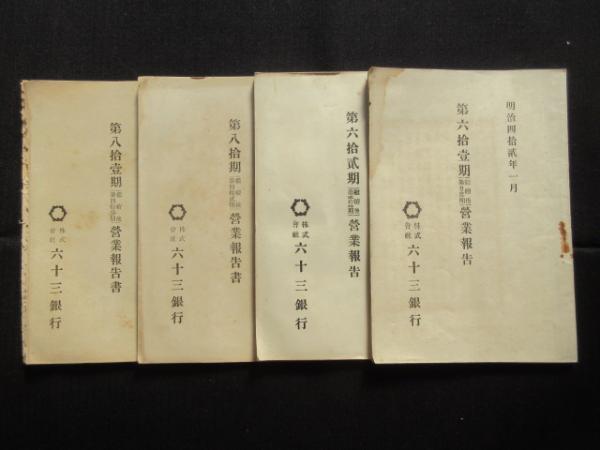 明治四拾貳年一月
第六拾壹期
營業報告
株式
會社
六十三銀行
第六拾貳期
營業報告
株式
會社
六十三銀行
第八拾期
營業報告書
株式
會社
六十三銀行
第八拾壹期
營業報告書
株式
會社
六十三銀行